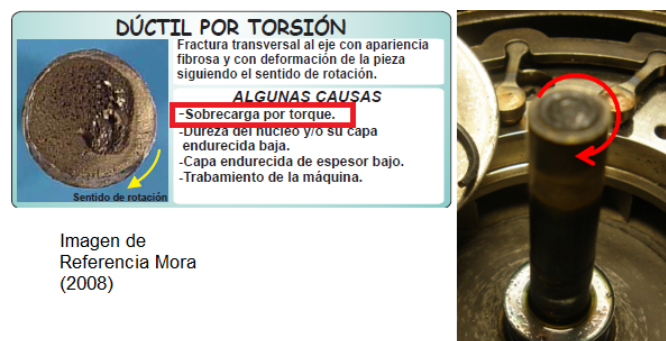 DÚCTIL POR TORSIÓN
Fractura transversal al eje con apariencia
fibrosa y con deformación de la pieza
siguiendo el sentido de rotación.
ALGUNAS CAUSAS
-Sobrecarga por torque.
-Dureza del núcleo y/o su capa
endurecida baja.
-Capa endurecida de espesor bajo.
-Trabamiento de la máquina.
Sentido de rotación
Imagen de
Referencia Mora
(2008)